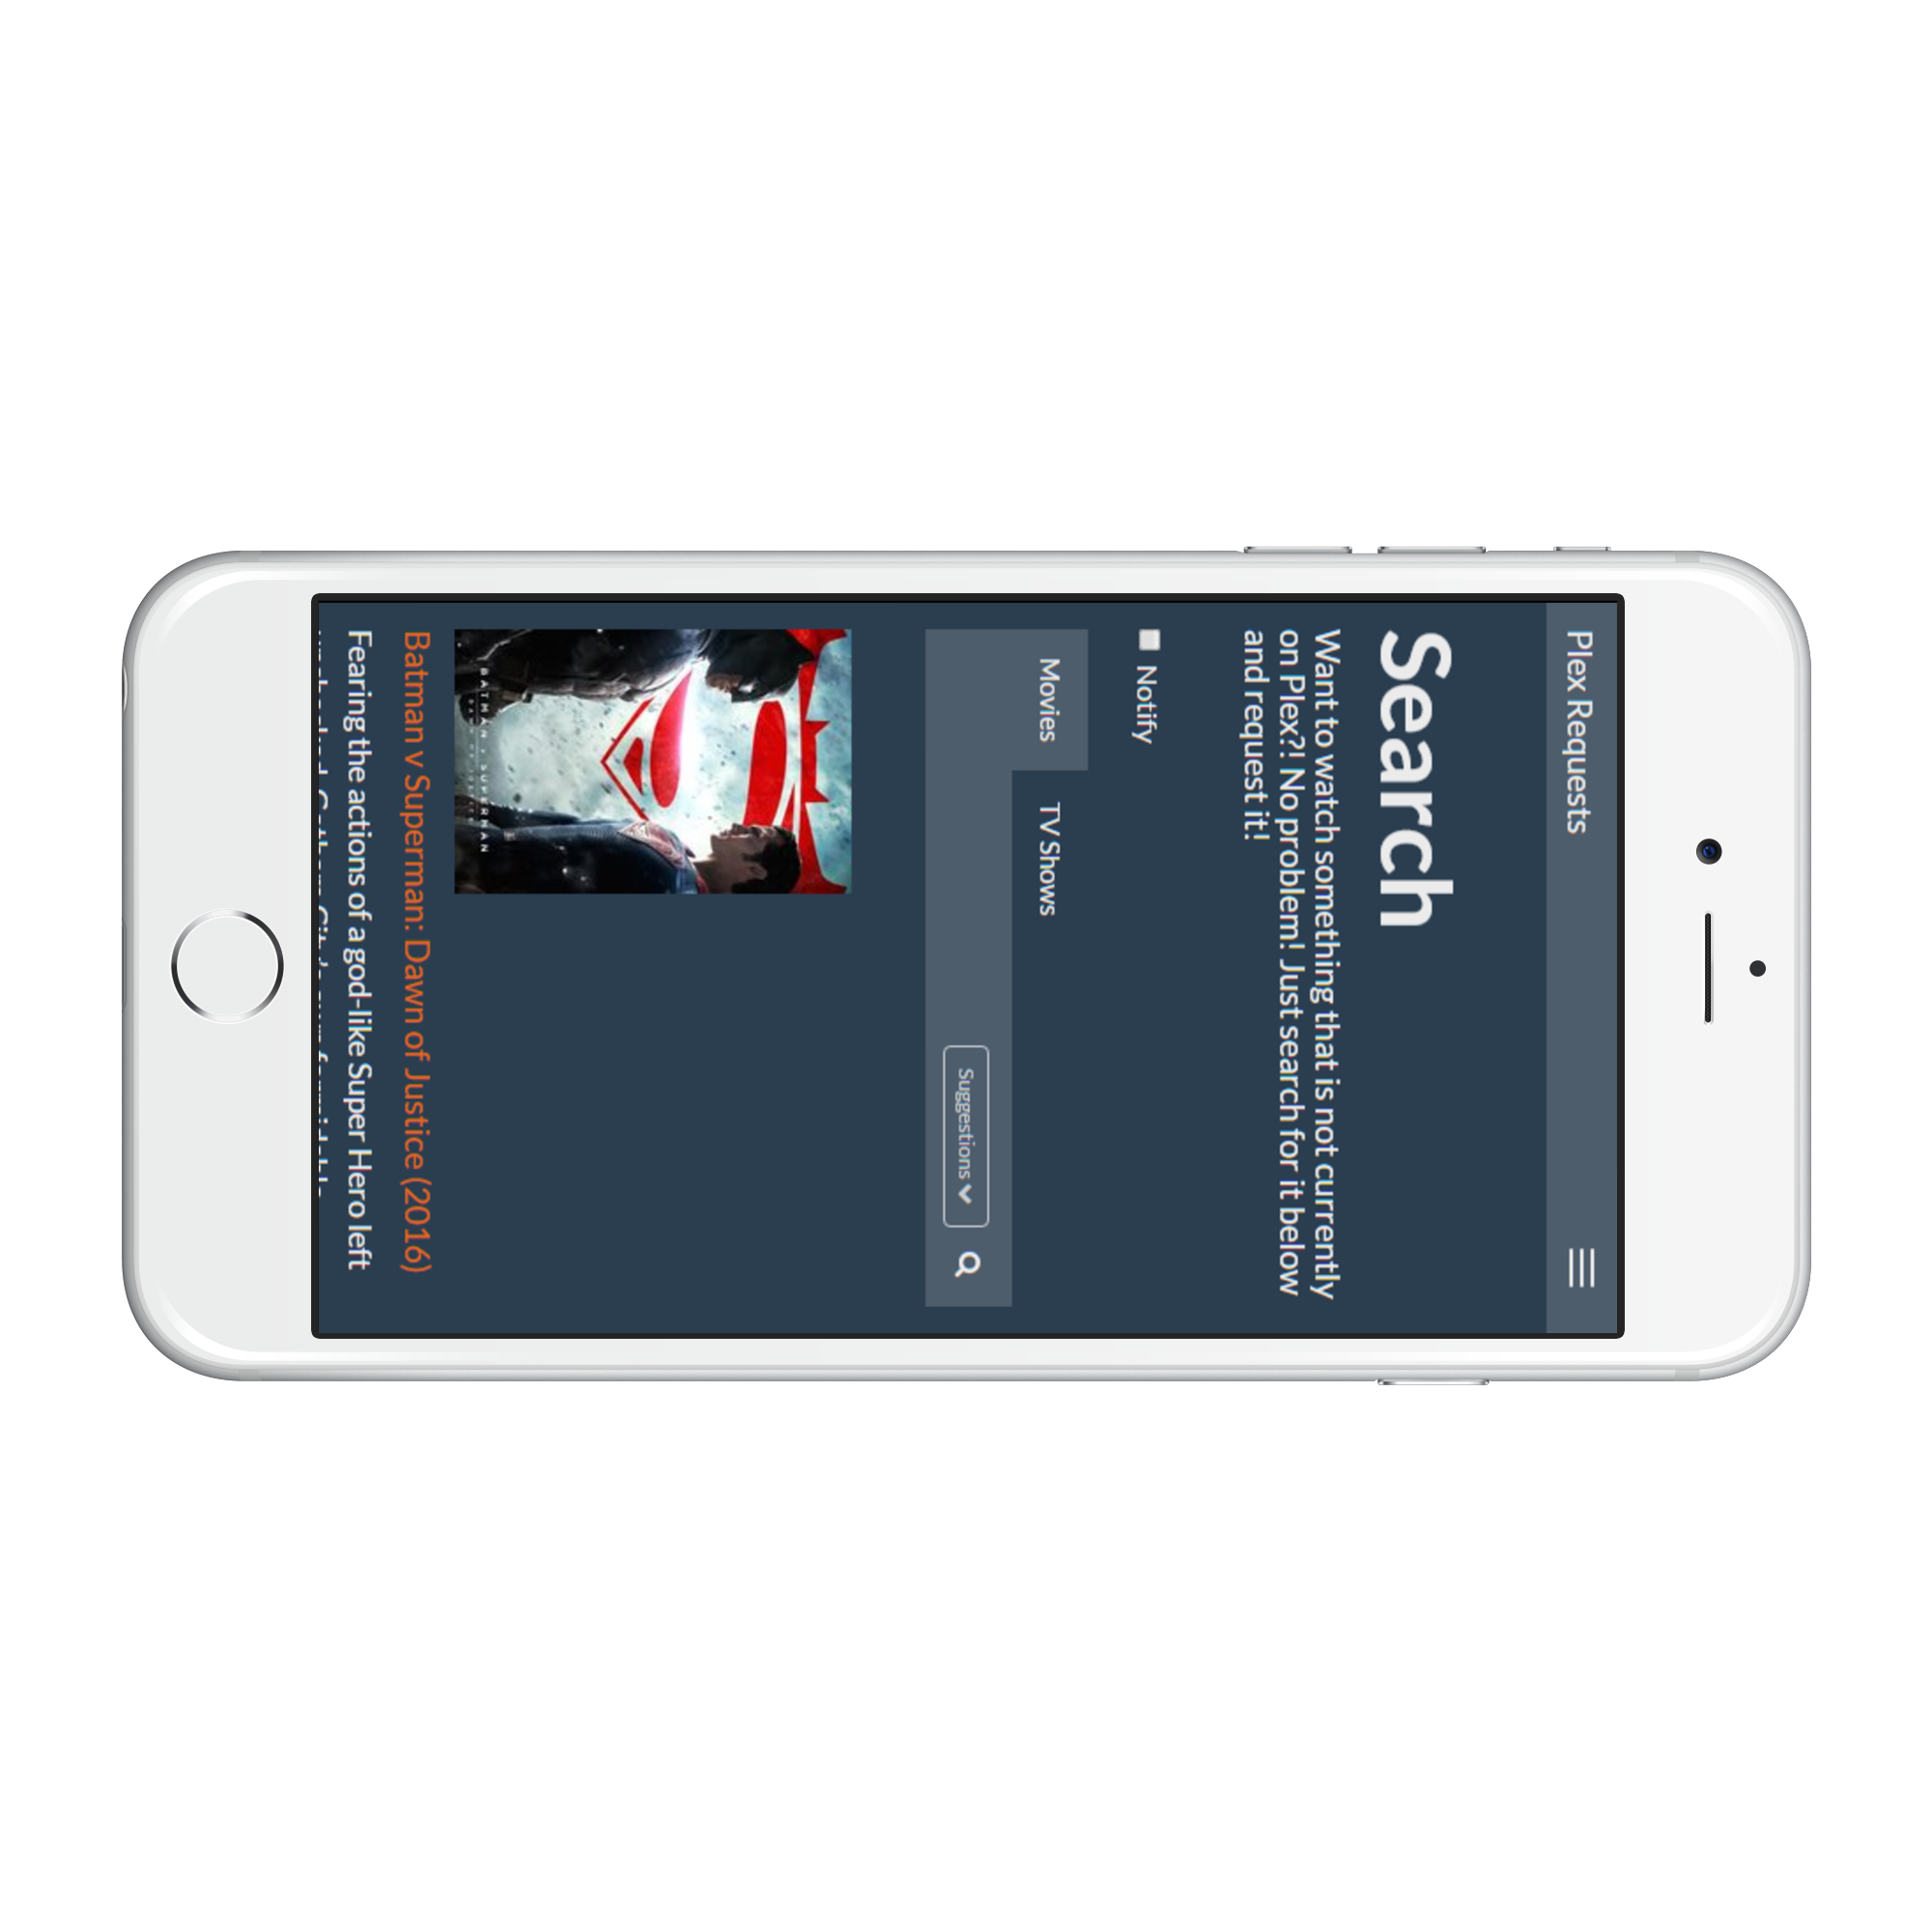 Plex Requests
Search
Want to watch something that is not currently
on Plex?! No problem! Just search for it below
and request it!
Notify
Movies
TV Shows
Suggestions
BATMAN v SUPERMAN
Batman v Superman: Dawn of Justice (2016)
Fearing the actions of a god-like Super Hero left